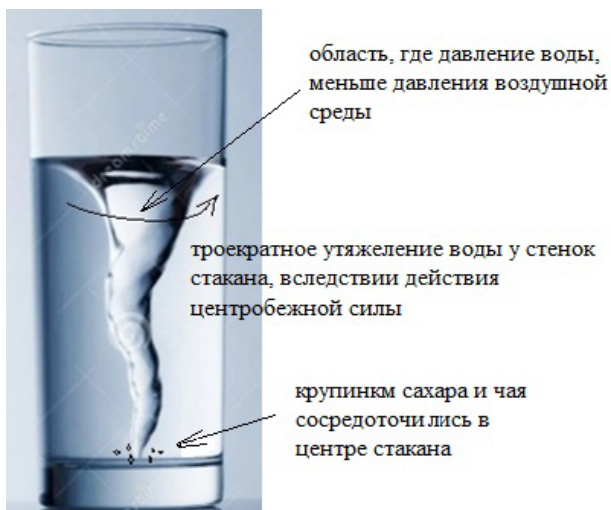 область, где давление воды,
меньше давления воздушной
среды
троекратное утяжеление воды у стенок
стакана, вследствии действия
центробежной силы
крупинкм сахара и чая
сосредоточились в
центре стакана